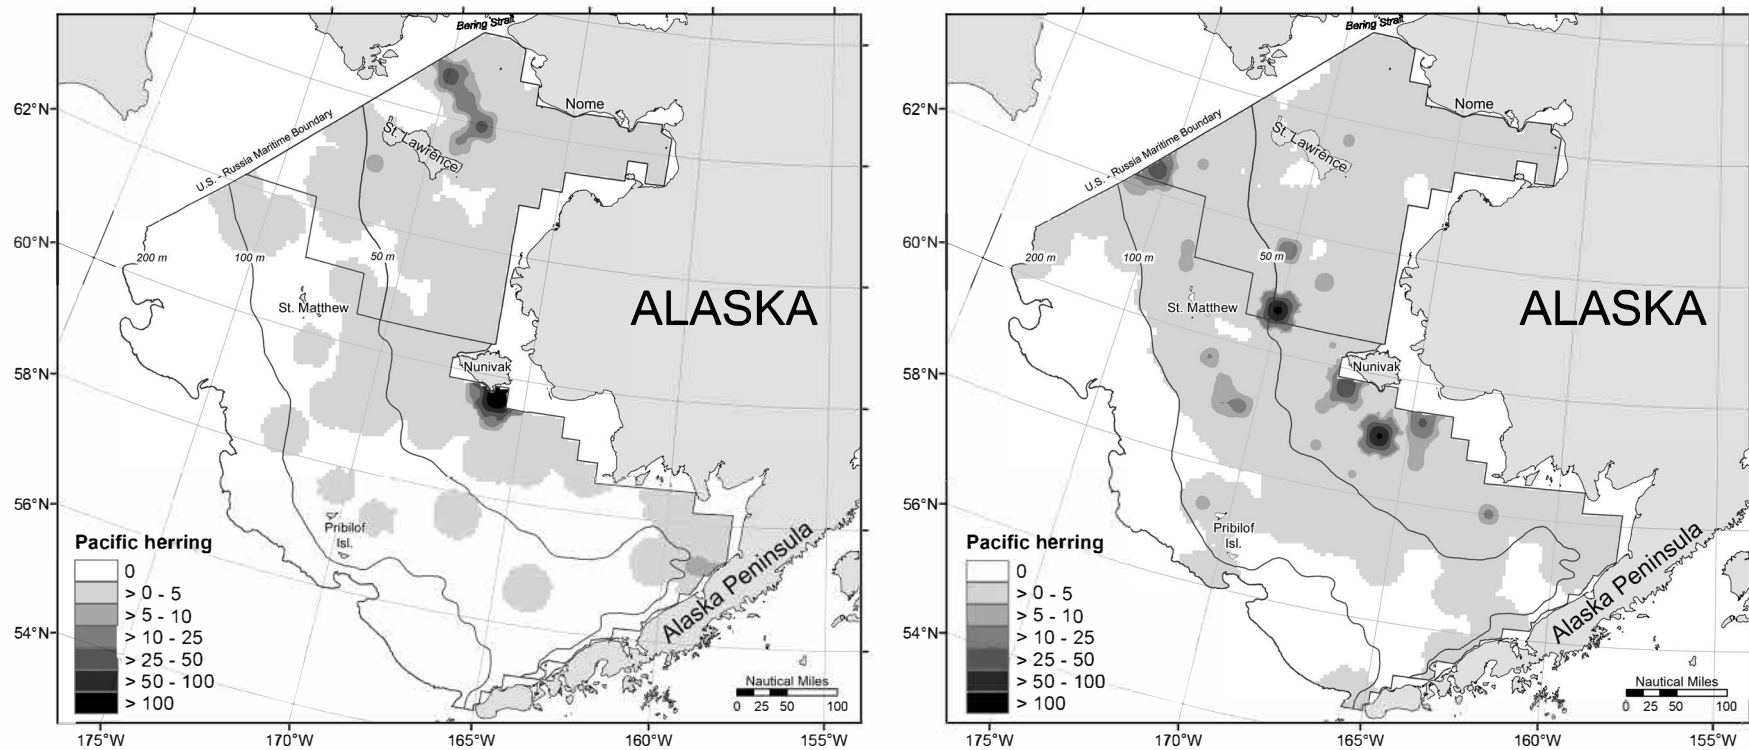 Bering Strait
62°N
Nome
St. Lawrence
U.S. - Russia Maritime Boundary
60°N
200 m
100 m
50 m
St. Matthew
ALASKA
58°N
Nunivak
56°N
Pribilof
Isl.
Alaska Peninsula
54°N
Pacific herring
0
> 0 - 5
> 5 - 10
> 10 - 25
> 25 - 50
> 50 - 100
> 100
Nautical Miles
0 25 50 100
175°W 170°W 165°W 160°W 155°W
Bering Strait
62°N
Nome
St. Lawrence
U.S. - Russia Maritime Boundary
60°N
200 m
100 m
50 m
St. Matthew
ALASKA
58°N
Nunivak
56°N
Pribilof
Isl.
Alaska Peninsula
54°N
Pacific herring
0
> 0 - 5
> 5 - 10
> 10 - 25
> 25 - 50
> 50 - 100
> 100
Nautical Miles
0 25 50 100
175°W 170°W 165°W 160°W 155°W